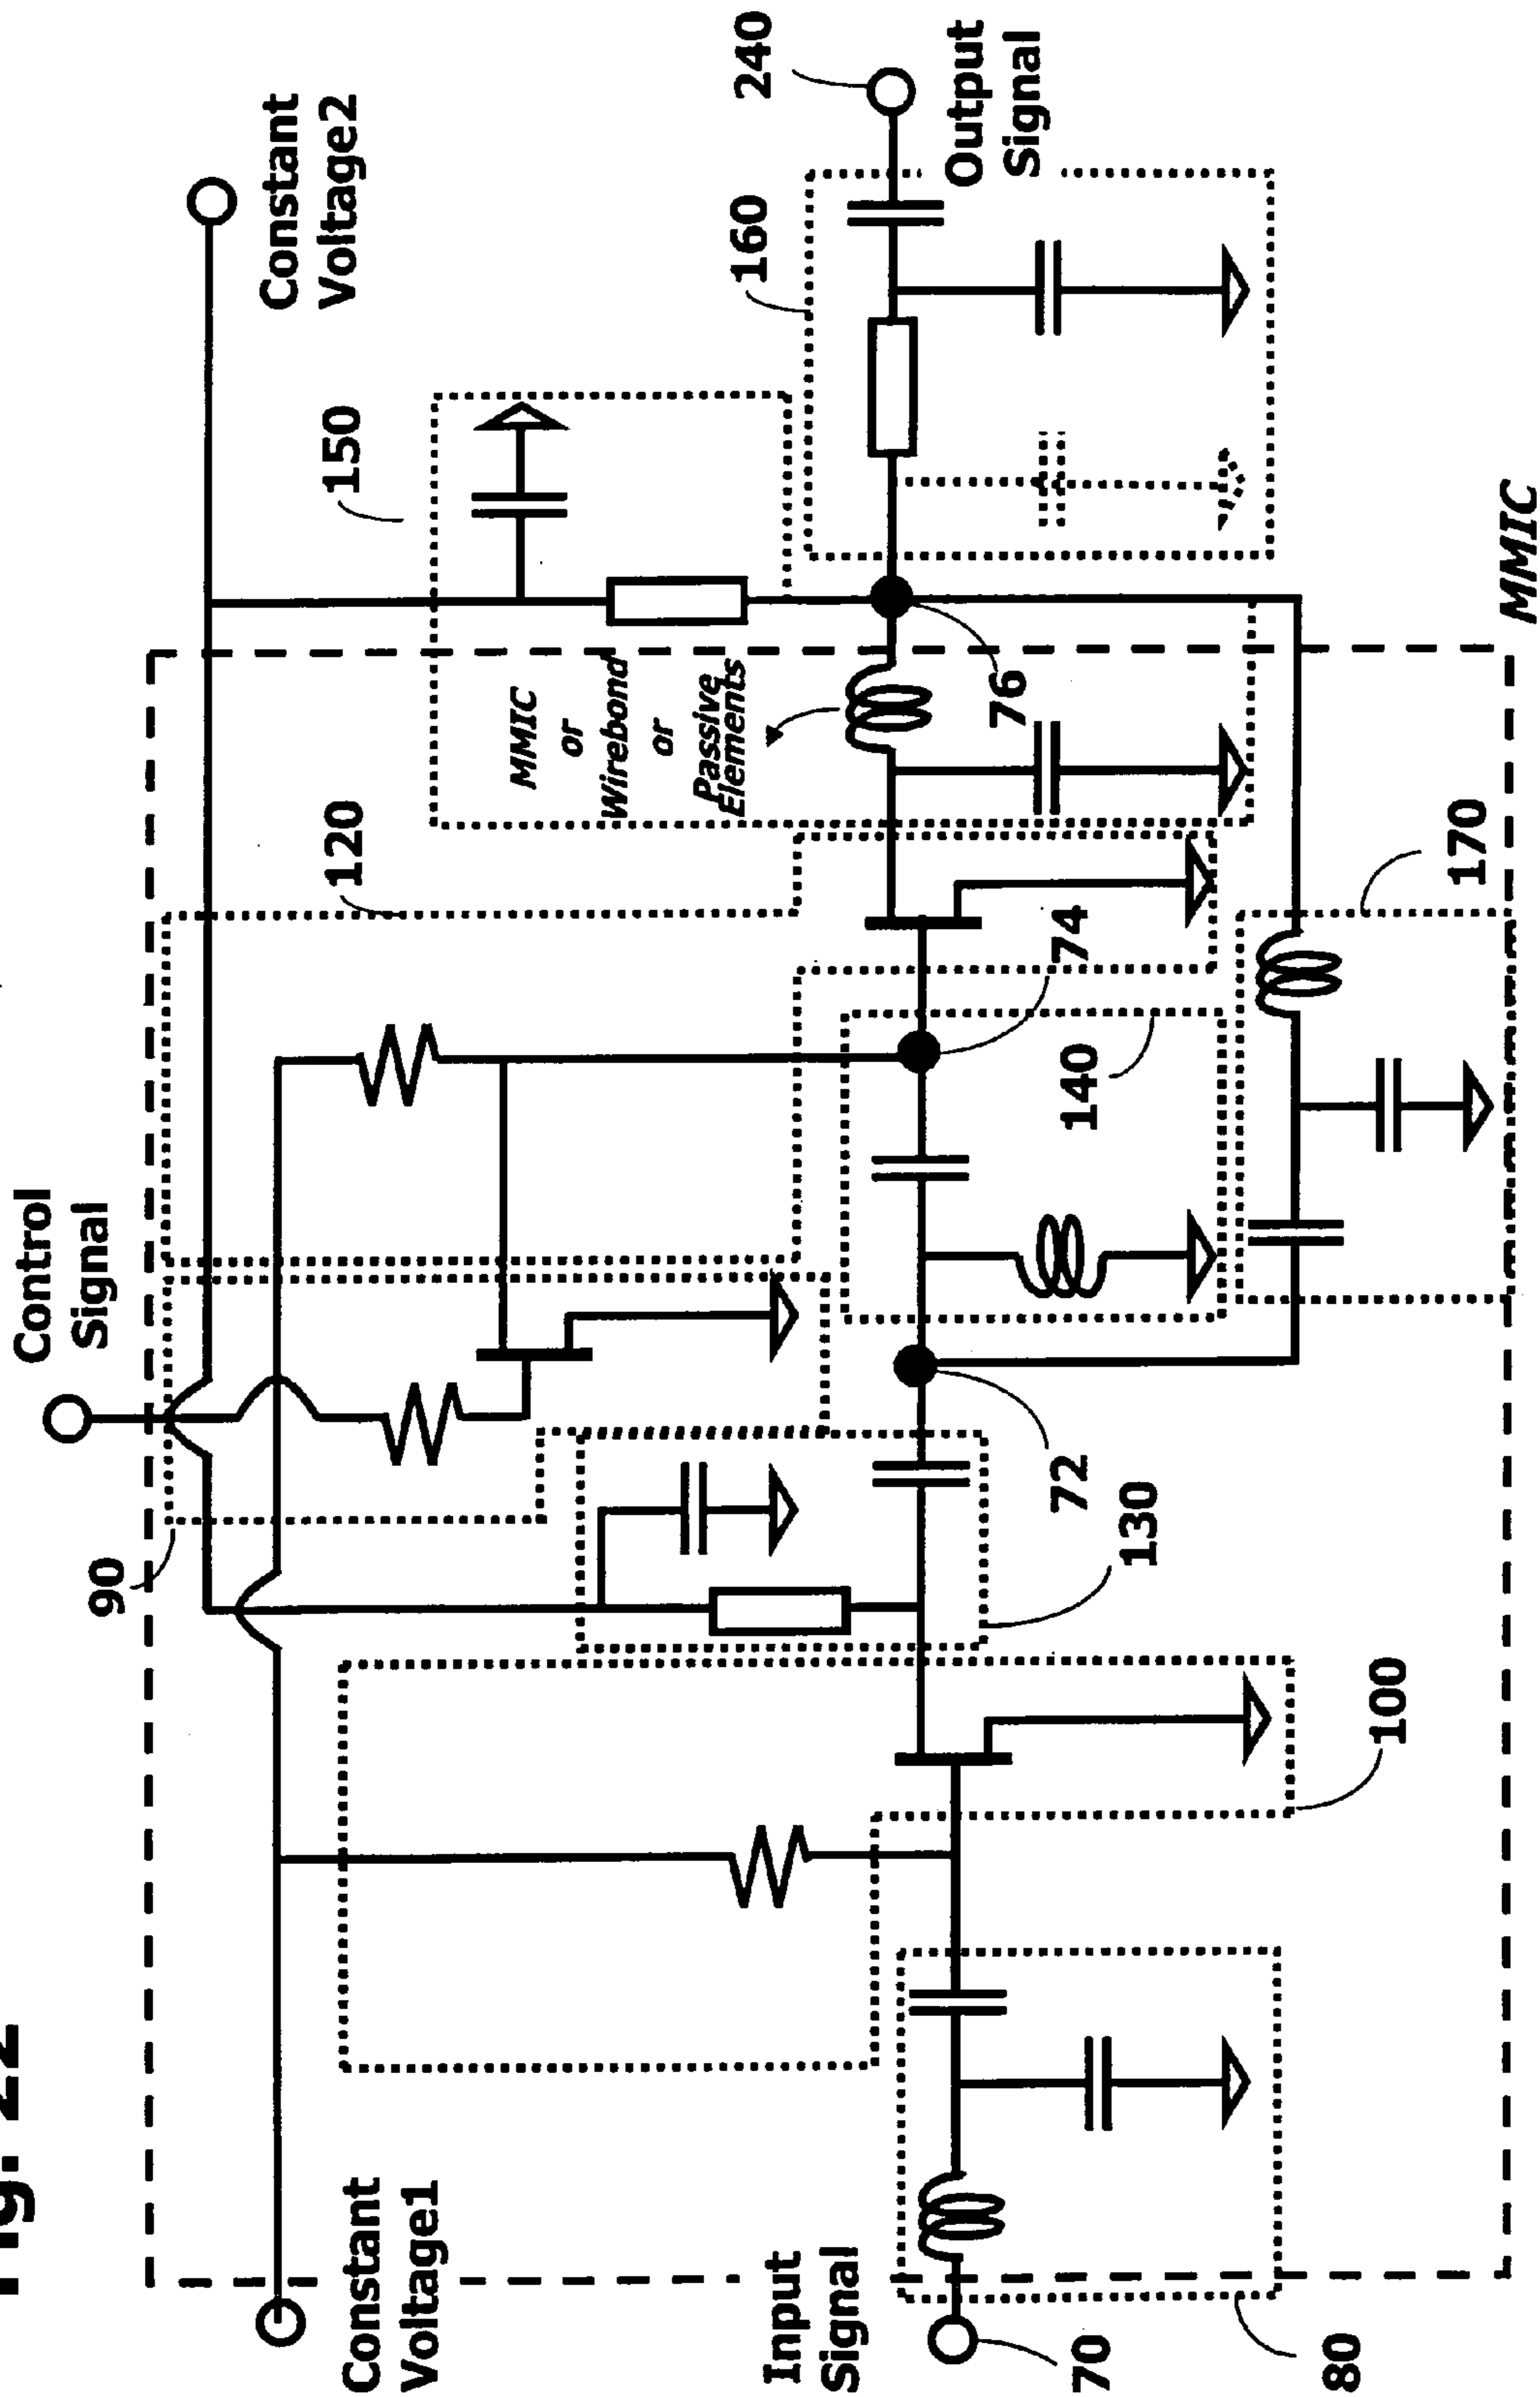 Fig. 22
Control
Signal
Constant
Voltage1
Constant
Voltage2
90
120
150
MMIC
or
Wirebond
or
Passive
Elements
160
240
Output
Signal
Input
Signal
70
80
100
130
72
140
74
76
170
MMIC